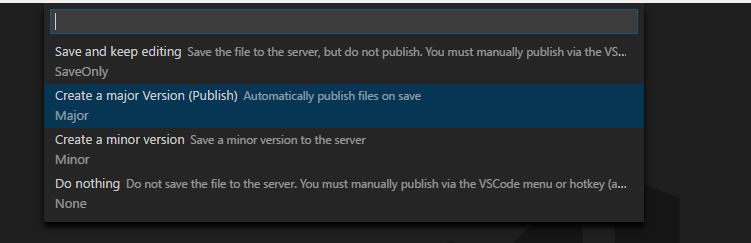 Save and keep editing Save the file to the server, but do not publish. You must manually publish via the VS...
SaveOnly
Create a major Version (Publish) Automatically publish files on save
Major
Create a minor version Save a minor version to the server
Minor
Do nothing Do not save the file to the server. You must manually publish via the VSCode menu or hotkey (a...
None